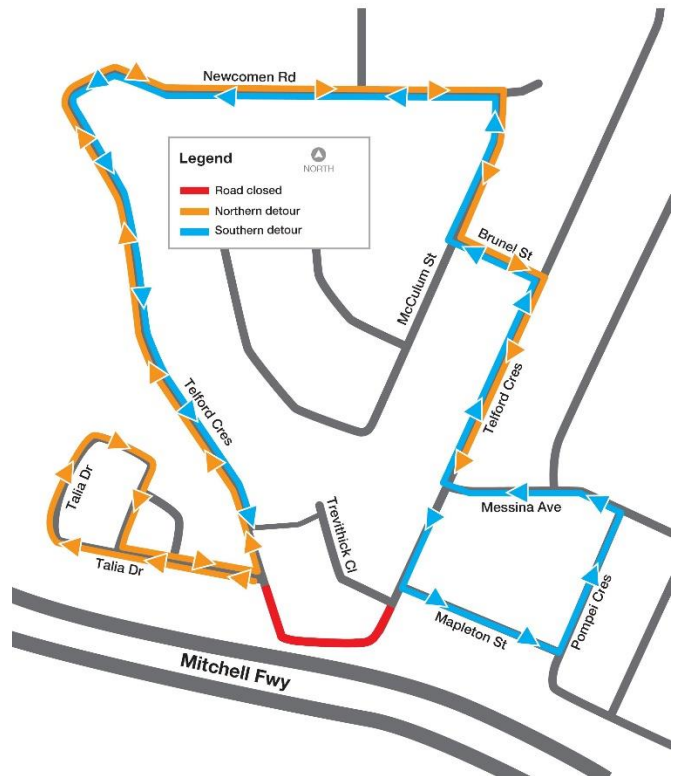 Newcomen Rd
Legend
NORTH
Road closed
Northern detour
Southern detour
Brunel St
McCulum St
Telford Cres
Telford Cres
Talia Dr
Trevithick Cl
Messina Ave
Talia Dr
Pompei Cres
Mapleton St
Mitchell Fwy